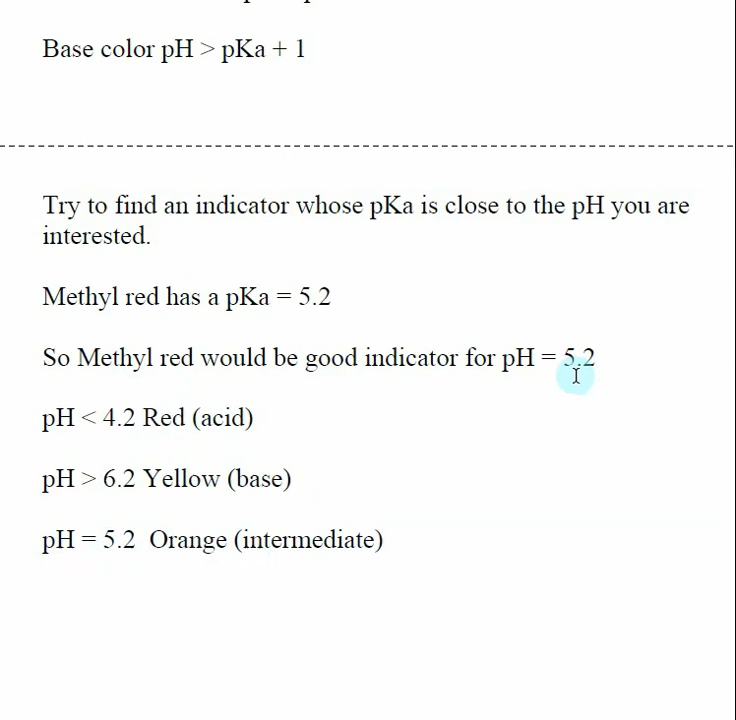 Base color pH > pKa + 1
Try to find an indicator whose pKa is close to the pH you are
interested.
Methyl red has a pKa = 5.2
So Methyl red would be good indicator for pH = 5.2
pH < 4.2 Red (acid)
pH > 6.2 Yellow (base)
pH = 5.2  Orange (intermediate)